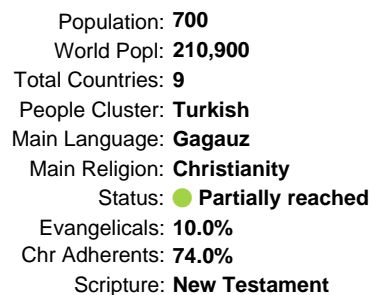 Population: 700
World Popl: 210,900
Total Countries: 9
People Cluster: Turkish
Main Language: Gagauz
Main Religion: Christianity
Status: Partially reached
Evangelicals: 10.0%
Chr Adherents: 74.0%
Scripture: New Testament